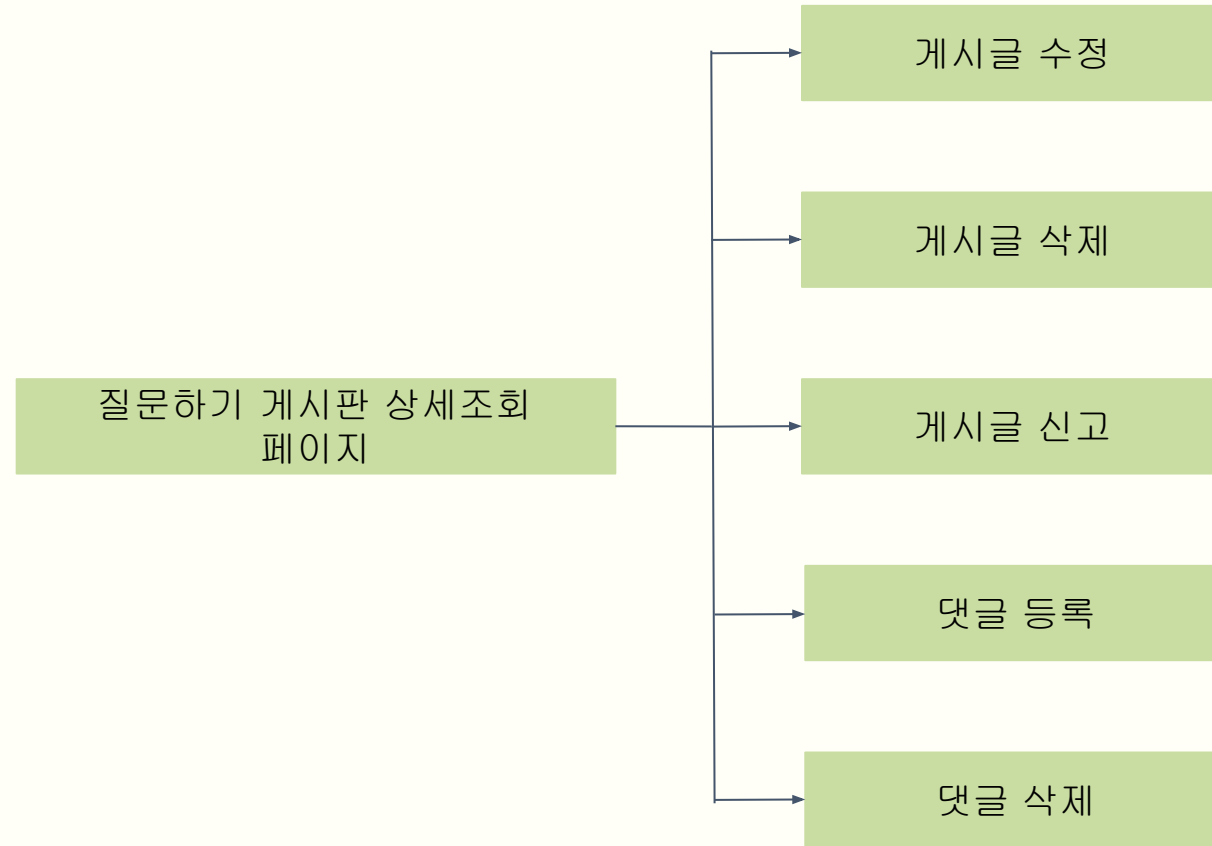 게시글 수정
게시글 삭제
질문하기 게시판 상세조회
페이지
게시글 신고
댓글 등록
댓글 삭제